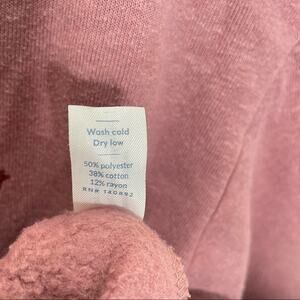 Wash cold
Dry low
50% polyester
38% cotton
12% rayon
RN# 140892